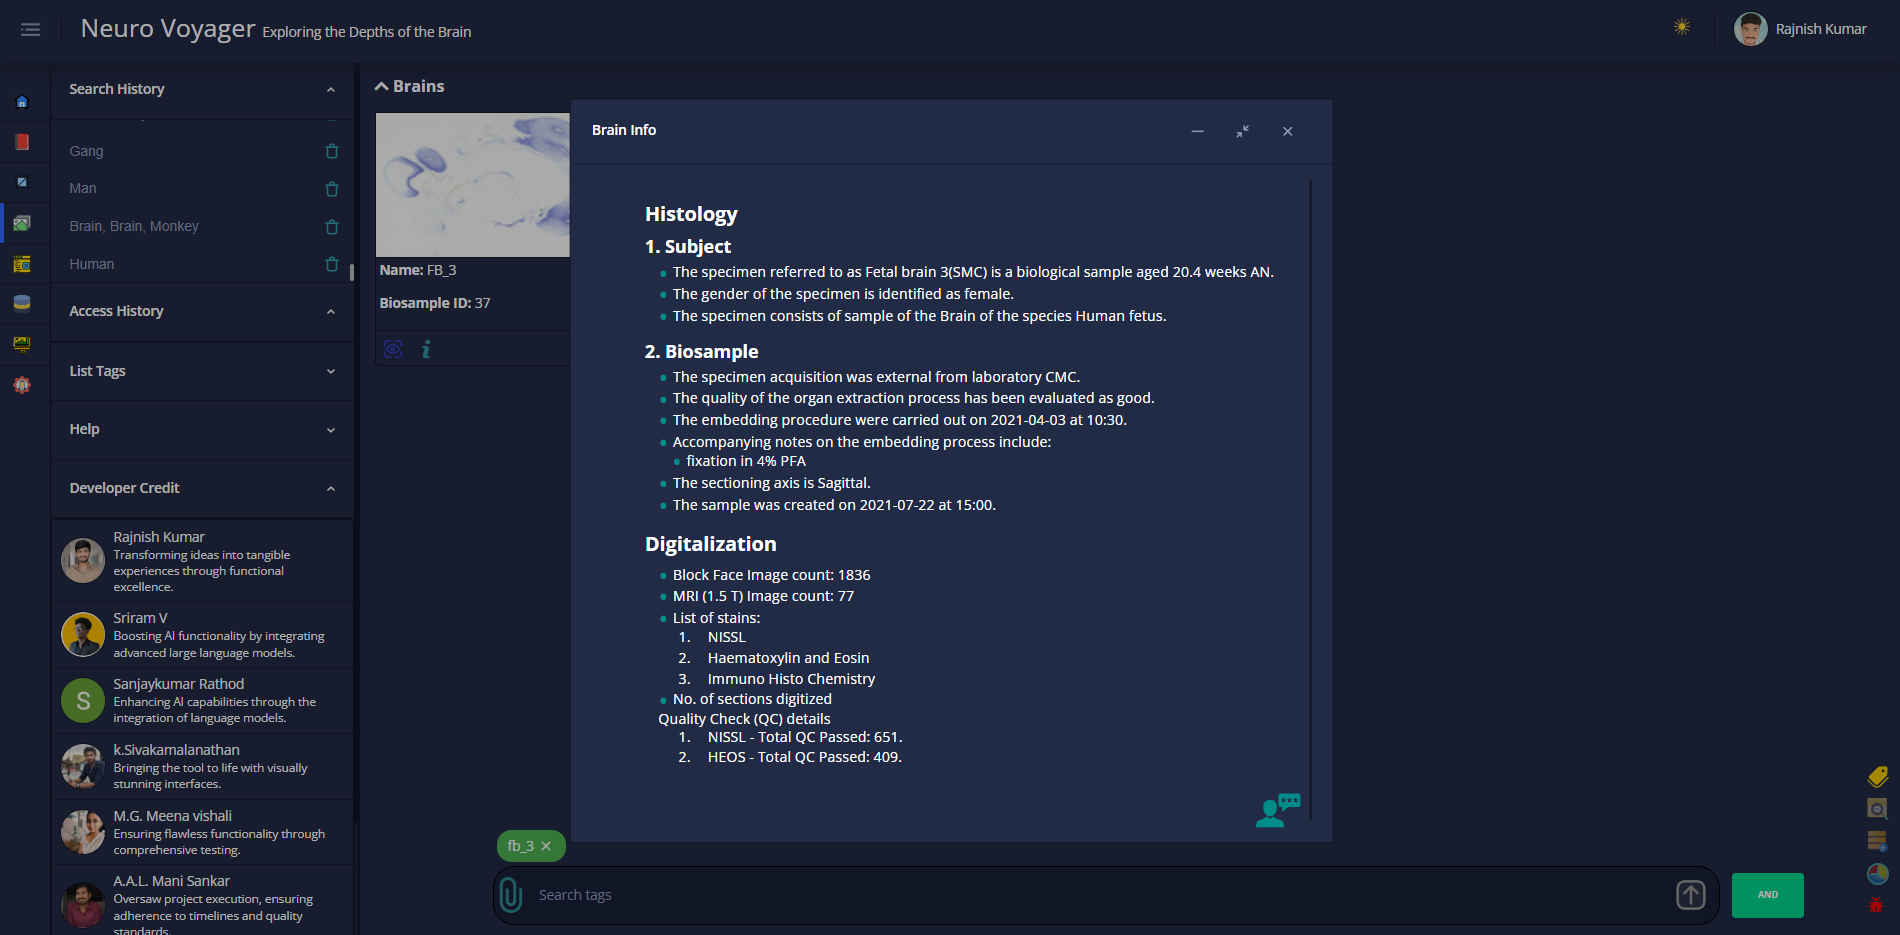 Neuro Voyager Exploring the Depths of the Brain
Rajnish Kumar
Search History
Gang
Man
Brain, Brain, Monkey
Human
Access History
List Tags
Help
Developer Credit
Rajnish Kumar
Transforming ideas into tangible
experiences through functional
excellence.
Sriram V
Boosting AI functionality by integrating
advanced large language models.
S
Sanjaykumar Rathod
Enhancing AI capabilities through the
integration of language models.
k.Sivakamalanathan
Bringing the tool to life with visually
stunning interfaces.
M.G. Meena vishali
Ensuring flawless functionality through
comprehensive testing.
A.A.L. Mani Sankar
Oversaw project execution, ensuring
adherence to timelines and quality
standards.
Brains
Name: FB_3
Biosample ID: 37
Brain Info
Histology
1. Subject
The specimen referred to as Fetal brain 3(SMC) is a biological sample aged 20.4 weeks AN.
The gender of the specimen is identified as female.
The specimen consists of sample of the Brain of the species Human fetus.
2. Biosample
The specimen acquisition was external from laboratory CMC.
The quality of the organ extraction process has been evaluated as good.
The embedding procedure were carried out on 2021-04-03 at 10:30.
Accompanying notes on the embedding process include:
fixation in 4% PFA
The sectioning axis is Sagittal.
The sample was created on 2021-07-22 at 15:00.
Digitalization
Block Face Image count: 1836
MRI (1.5 T) Image count: 77
List of stains:
1. NISSL
2. Haematoxylin and Eosin
3. Immuno Histo Chemistry
No. of sections digitized
Quality Check (QC) details
1. NISSL - Total QC Passed: 651.
2. HEOS - Total QC Passed: 409.
fb_3
Search tags
AND